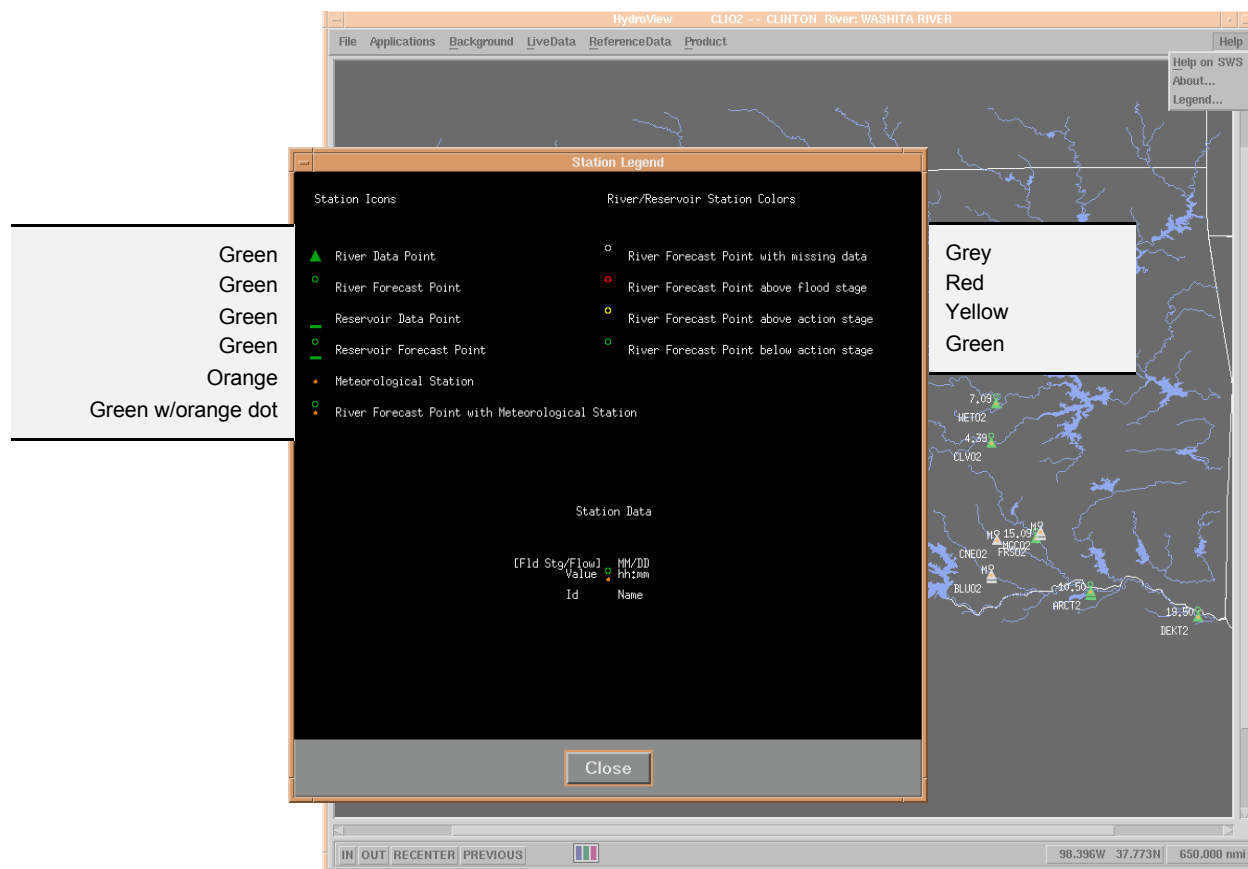 HydroView CLIO2 -- CLINTON River: WASHITA RIVER
File Applications Background LiveData ReferenceData Product Help
Help on SWS
About...
Legend...
Station Legend
Station Icons
River/Reservoir Station Colors
Green
River Data Point
Green
River Forecast Point
Green
Reservoir Data Point
Green
Reservoir Forecast Point
Orange
Meteorological Station
Green w/orange dot
River Forecast Point with Meteorological Station
River Forecast Point with missing data
Grey
River Forecast Point above flood stage
Red
River Forecast Point above action stage
Yellow
River Forecast Point below action stage
Green
Station Data
[Fld Stg/Flow] MM/DD
Value hh:mm
Id Name
Close
7.09
WETO2
4.39
CLVO2
M
15.09
M
CNEO2
MGCO2
FRSO2
M
BLUO2
10.50
ARCT2
19.50
DEKT2
IN OUT RECENTER PREVIOUS
98.396W 37.773N 650.000 nmi